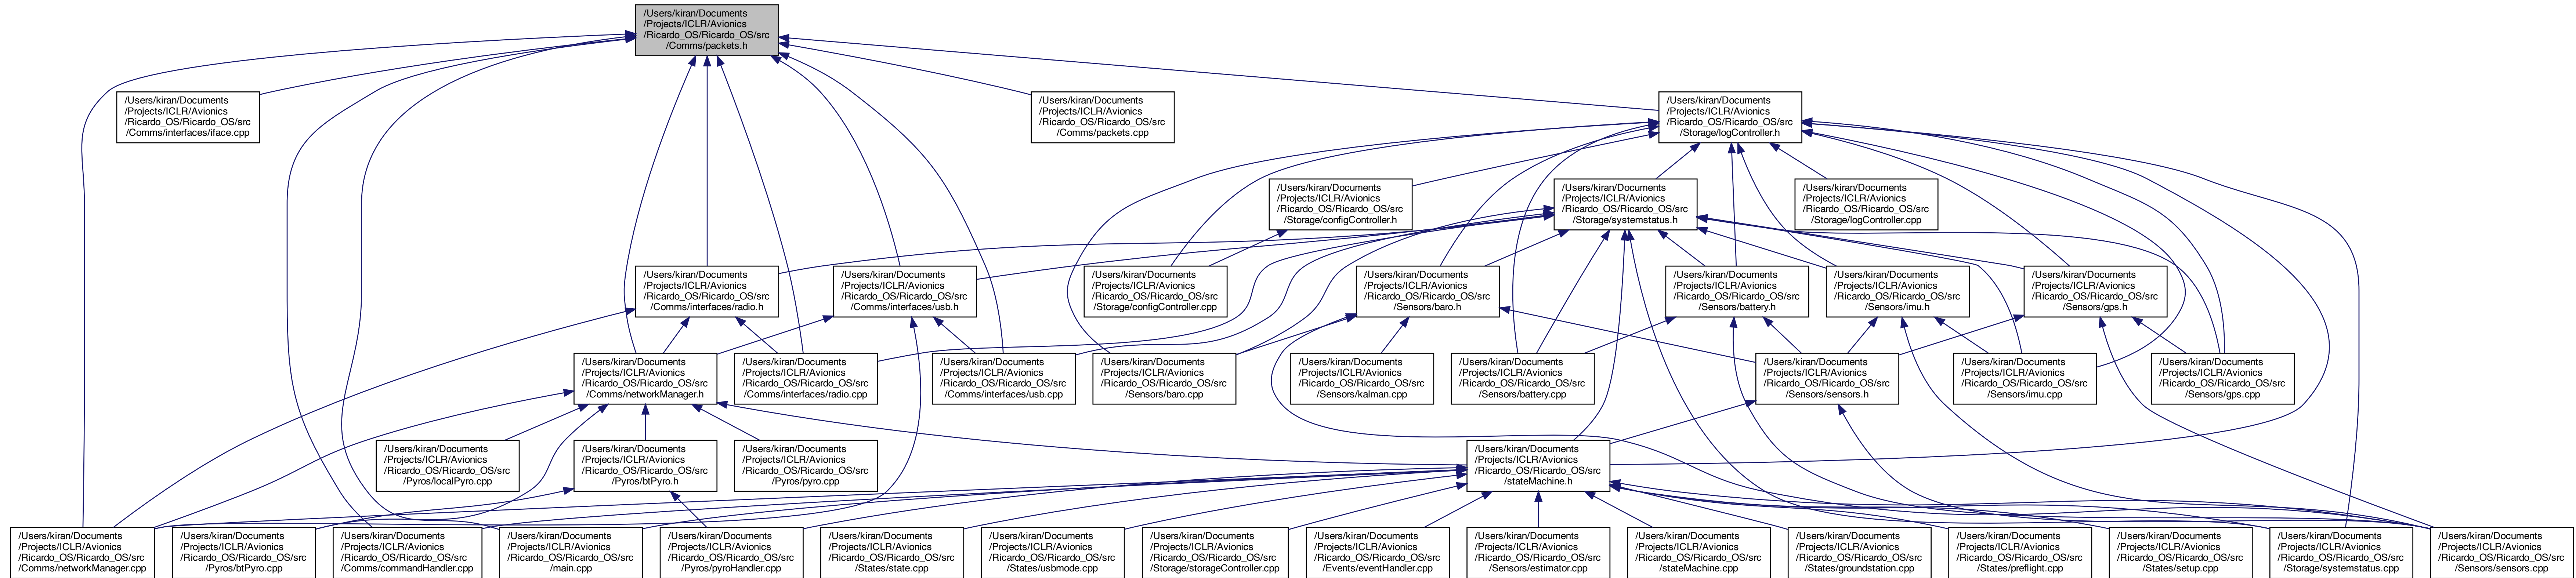 /Users/kiran/Documents
/Projects/ICLR/Avionics
/Ricardo_OS/Ricardo_OS/src
/Comms/packets.h
/Users/kiran/Documents
/Projects/ICLR/Avionics
/Ricardo_OS/Ricardo_OS/src
/Comms/interfaces/iface.cpp
/Users/kiran/Documents
/Projects/ICLR/Avionics
/Ricardo_OS/Ricardo_OS/src
/Comms/packets.cpp
/Users/kiran/Documents
/Projects/ICLR/Avionics
/Ricardo_OS/Ricardo_OS/src
/Storage/logController.h
/Users/kiran/Documents
/Projects/ICLR/Avionics
/Ricardo_OS/Ricardo_OS/src
/Storage/configController.h
/Users/kiran/Documents
/Projects/ICLR/Avionics
/Ricardo_OS/Ricardo_OS/src
/Storage/systemstatus.h
/Users/kiran/Documents
/Projects/ICLR/Avionics
/Ricardo_OS/Ricardo_OS/src
/Storage/logController.cpp
/Users/kiran/Documents
/Projects/ICLR/Avionics
/Ricardo_OS/Ricardo_OS/src
/Comms/interfaces/radio.h
/Users/kiran/Documents
/Projects/ICLR/Avionics
/Ricardo_OS/Ricardo_OS/src
/Comms/interfaces/usb.h
/Users/kiran/Documents
/Projects/ICLR/Avionics
/Ricardo_OS/Ricardo_OS/src
/Storage/configController.cpp
/Users/kiran/Documents
/Projects/ICLR/Avionics
/Ricardo_OS/Ricardo_OS/src
/Sensors/baro.h
/Users/kiran/Documents
/Projects/ICLR/Avionics
/Ricardo_OS/Ricardo_OS/src
/Sensors/battery.h
/Users/kiran/Documents
/Projects/ICLR/Avionics
/Ricardo_OS/Ricardo_OS/src
/Sensors/imu.h
/Users/kiran/Documents
/Projects/ICLR/Avionics
/Ricardo_OS/Ricardo_OS/src
/Sensors/gps.h
/Users/kiran/Documents
/Projects/ICLR/Avionics
/Ricardo_OS/Ricardo_OS/src
/Comms/networkManager.h
/Users/kiran/Documents
/Projects/ICLR/Avionics
/Ricardo_OS/Ricardo_OS/src
/Comms/interfaces/radio.cpp
/Users/kiran/Documents
/Projects/ICLR/Avionics
/Ricardo_OS/Ricardo_OS/src
/Comms/interfaces/usb.cpp
/Users/kiran/Documents
/Projects/ICLR/Avionics
/Ricardo_OS/Ricardo_OS/src
/Sensors/baro.cpp
/Users/kiran/Documents
/Projects/ICLR/Avionics
/Ricardo_OS/Ricardo_OS/src
/Sensors/kalman.cpp
/Users/kiran/Documents
/Projects/ICLR/Avionics
/Ricardo_OS/Ricardo_OS/src
/Sensors/battery.cpp
/Users/kiran/Documents
/Projects/ICLR/Avionics
/Ricardo_OS/Ricardo_OS/src
/Sensors/sensors.h
/Users/kiran/Documents
/Projects/ICLR/Avionics
/Ricardo_OS/Ricardo_OS/src
/Sensors/imu.cpp
/Users/kiran/Documents
/Projects/ICLR/Avionics
/Ricardo_OS/Ricardo_OS/src
/Sensors/gps.cpp
/Users/kiran/Documents
/Projects/ICLR/Avionics
/Ricardo_OS/Ricardo_OS/src
/Pyros/localPyro.cpp
/Users/kiran/Documents
/Projects/ICLR/Avionics
/Ricardo_OS/Ricardo_OS/src
/Pyros/btPyro.h
/Users/kiran/Documents
/Projects/ICLR/Avionics
/Ricardo_OS/Ricardo_OS/src
/Pyros/pyro.cpp
/Users/kiran/Documents
/Projects/ICLR/Avionics
/Ricardo_OS/Ricardo_OS/src
/stateMachine.h
/Users/kiran/Documents
/Projects/ICLR/Avionics
/Ricardo_OS/Ricardo_OS/src
/Comms/networkManager.cpp
/Users/kiran/Documents
/Projects/ICLR/Avionics
/Ricardo_OS/Ricardo_OS/src
/Pyros/btPyro.cpp
/Users/kiran/Documents
/Projects/ICLR/Avionics
/Ricardo_OS/Ricardo_OS/src
/Comms/commandHandler.cpp
/Users/kiran/Documents
/Projects/ICLR/Avionics
/Ricardo_OS/Ricardo_OS/src
/main.cpp
/Users/kiran/Documents
/Projects/ICLR/Avionics
/Ricardo_OS/Ricardo_OS/src
/Pyros/pyroHandler.cpp
/Users/kiran/Documents
/Projects/ICLR/Avionics
/Ricardo_OS/Ricardo_OS/src
/States/state.cpp
/Users/kiran/Documents
/Projects/ICLR/Avionics
/Ricardo_OS/Ricardo_OS/src
/States/usbmode.cpp
/Users/kiran/Documents
/Projects/ICLR/Avionics
/Ricardo_OS/Ricardo_OS/src
/Storage/storageController.cpp
/Users/kiran/Documents
/Projects/ICLR/Avionics
/Ricardo_OS/Ricardo_OS/src
/Events/eventHandler.cpp
/Users/kiran/Documents
/Projects/ICLR/Avionics
/Ricardo_OS/Ricardo_OS/src
/Sensors/estimator.cpp
/Users/kiran/Documents
/Projects/ICLR/Avionics
/Ricardo_OS/Ricardo_OS/src
/stateMachine.cpp
/Users/kiran/Documents
/Projects/ICLR/Avionics
/Ricardo_OS/Ricardo_OS/src
/States/groundstation.cpp
/Users/kiran/Documents
/Projects/ICLR/Avionics
/Ricardo_OS/Ricardo_OS/src
/States/preflight.cpp
/Users/kiran/Documents
/Projects/ICLR/Avionics
/Ricardo_OS/Ricardo_OS/src
/States/setup.cpp
/Users/kiran/Documents
/Projects/ICLR/Avionics
/Ricardo_OS/Ricardo_OS/src
/Storage/systemstatus.cpp
/Users/kiran/Documents
/Projects/ICLR/Avionics
/Ricardo_OS/Ricardo_OS/src
/Sensors/sensors.cpp